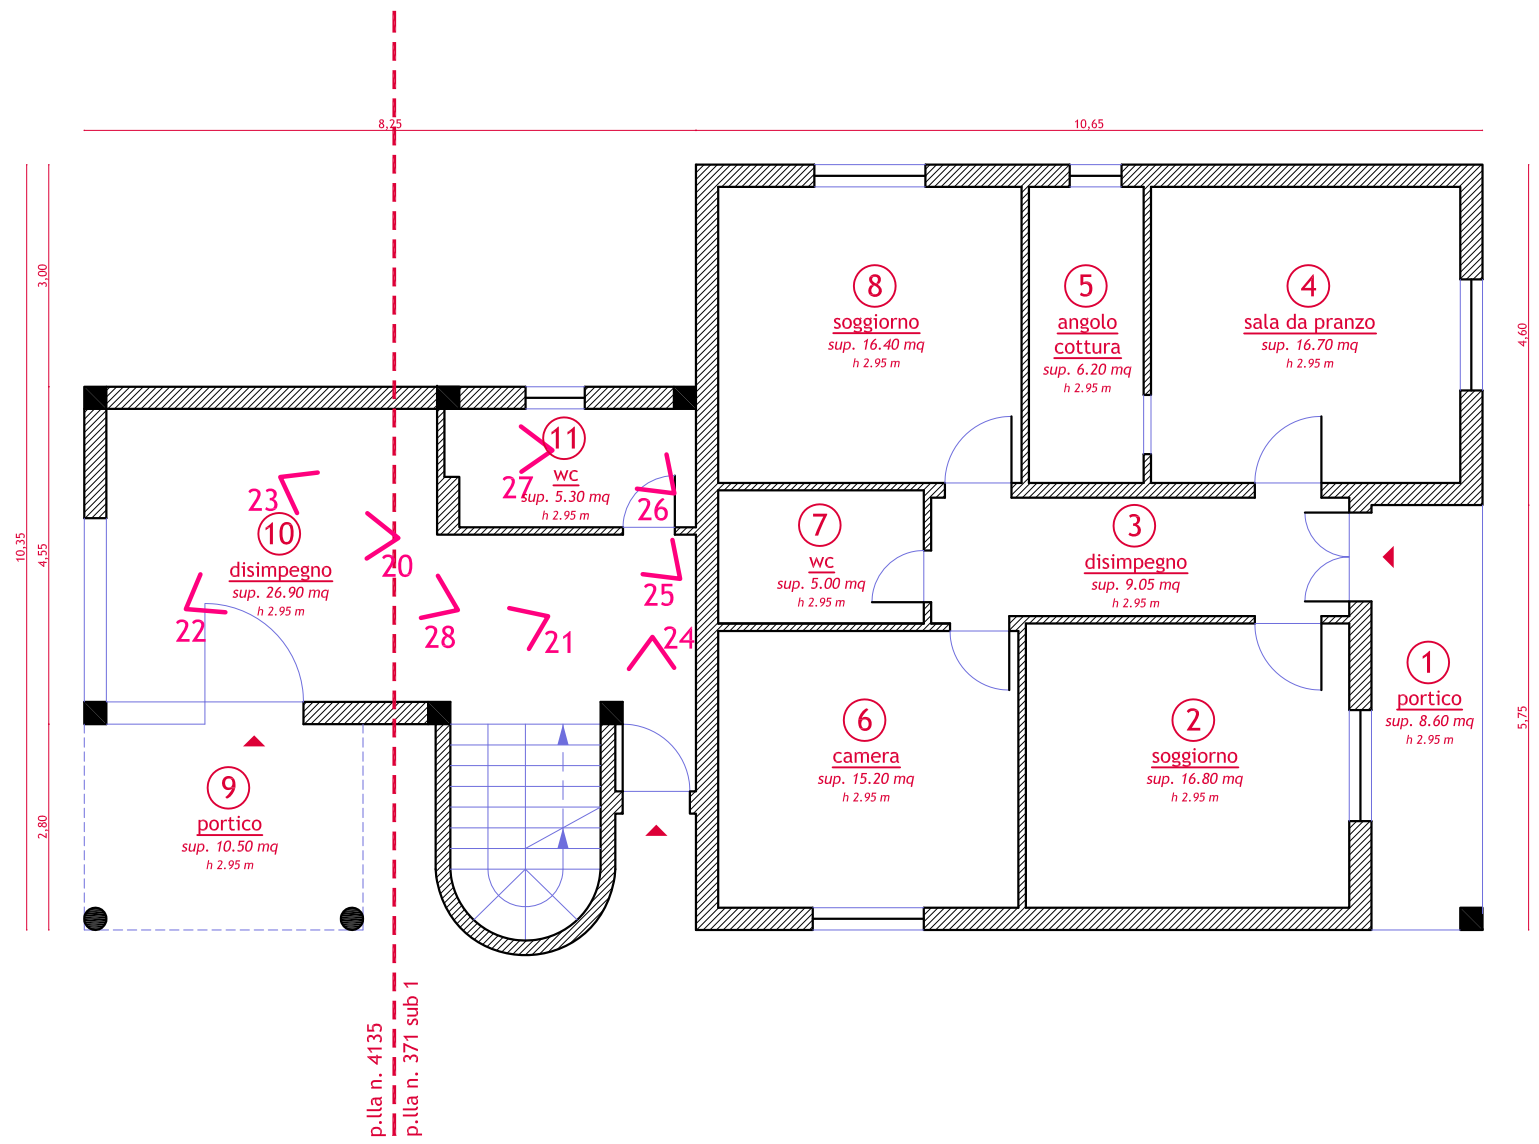 8,25
10,65
3,00
4,55
10,35
2,80
4,60
5,75
8
soggiorno
sup. 16.40 mq
h 2.95 m
5
angolo
cottura
sup. 6.20 mq
h 2.95 m
4
sala da pranzo
sup. 16.70 mq
h 2.95 m
11
wc
sup. 5.30 mq
h 2.95 m
27
26
23
10
disimpegno
sup. 26.90 mq
h 2.95 m
20
22
28
21
25
24
7
wc
sup. 5.00 mq
h 2.95 m
3
disimpegno
sup. 9.05 mq
h 2.95 m
1
portico
sup. 8.60 mq
h 2.95 m
6
camera
sup. 15.20 mq
h 2.95 m
2
soggiorno
sup. 16.80 mq
h 2.95 m
9
portico
sup. 10.50 mq
h 2.95 m
p.lla n. 4135
p.lla n. 371 sub 1